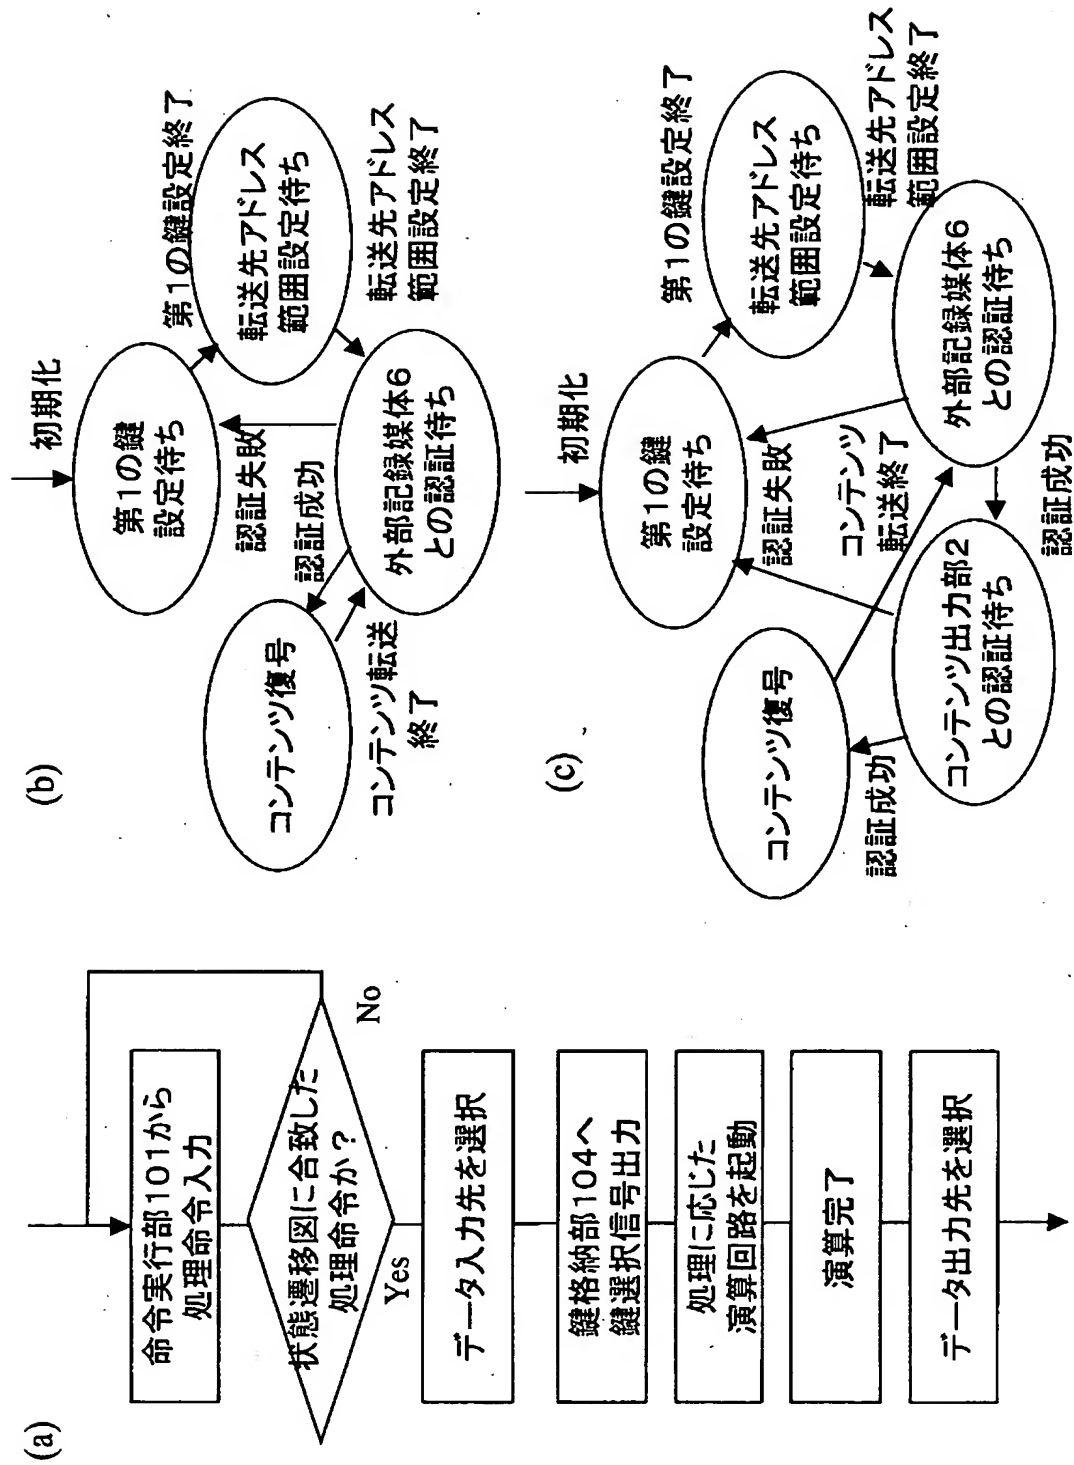 (a)
命令実行部101から
処理命令入力
状態遷移図に合致した
処理命令か?
No
Yes
データ入力先を選択
鍵格納部104へ
鍵選択信号出力
処理に応じた
演算回路を起動
演算完了
データ出力先を選択
(b)
初期化
第1の鍵
設定待ち
第1の鍵設定終了
転送先アドレス
範囲設定待ち
転送先アドレス
範囲設定終了
認証失敗
認証成功
外部記録媒体6
との認証待ち
コンテンツ復号
コンテンツ転送
終了
(c)
初期化
第1の鍵
設定待ち
第1の鍵設定終了
転送先アドレス
範囲設定待ち
転送先アドレス
範囲設定終了
認証失敗
コンテンツ
転送終了
外部記録媒体6
との認証待ち
認証成功
コンテンツ出力部2
との認証待ち
認証成功
コンテンツ復号